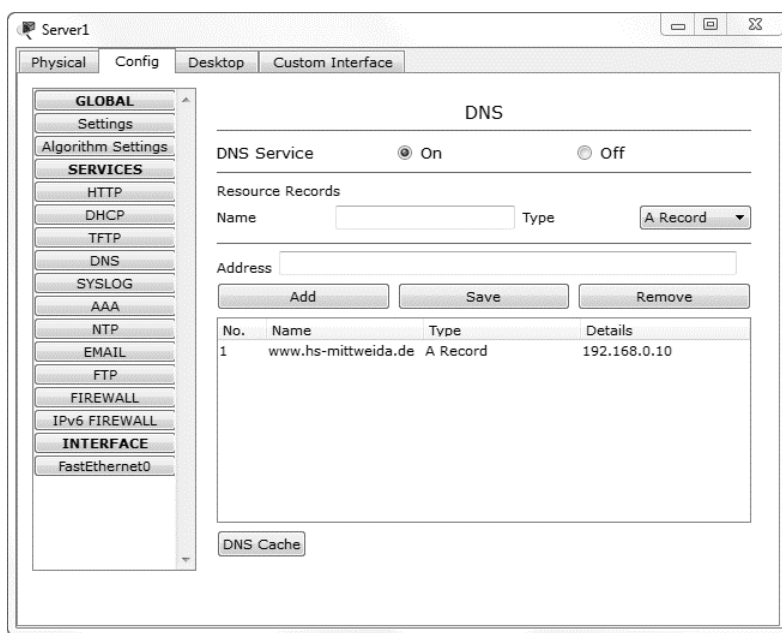 Server1
Physical Config Desktop Custom Interface
GLOBAL
Settings
Algorithm Settings
SERVICES
HTTP
DHCP
TFTP
DNS
SYSLOG
AAA
NTP
EMAIL
FTP
FIREWALL
IPv6 FIREWALL
INTERFACE
FastEthernet0
DNS
DNS Service On Off
Resource Records
Name Type A Record
Address
Add Save Remove
No. Name Type Details
1 www.hs-mittweida.de A Record 192.168.0.10
DNS Cache